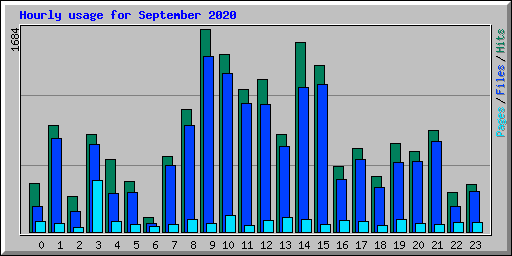 Hourly usage for September 2020
1684
Pages/Files/Hits
0 1 2 3 4 5 6 7 8 9 10 11 12 13 14 15 16 17 18 19 20 21 22 23